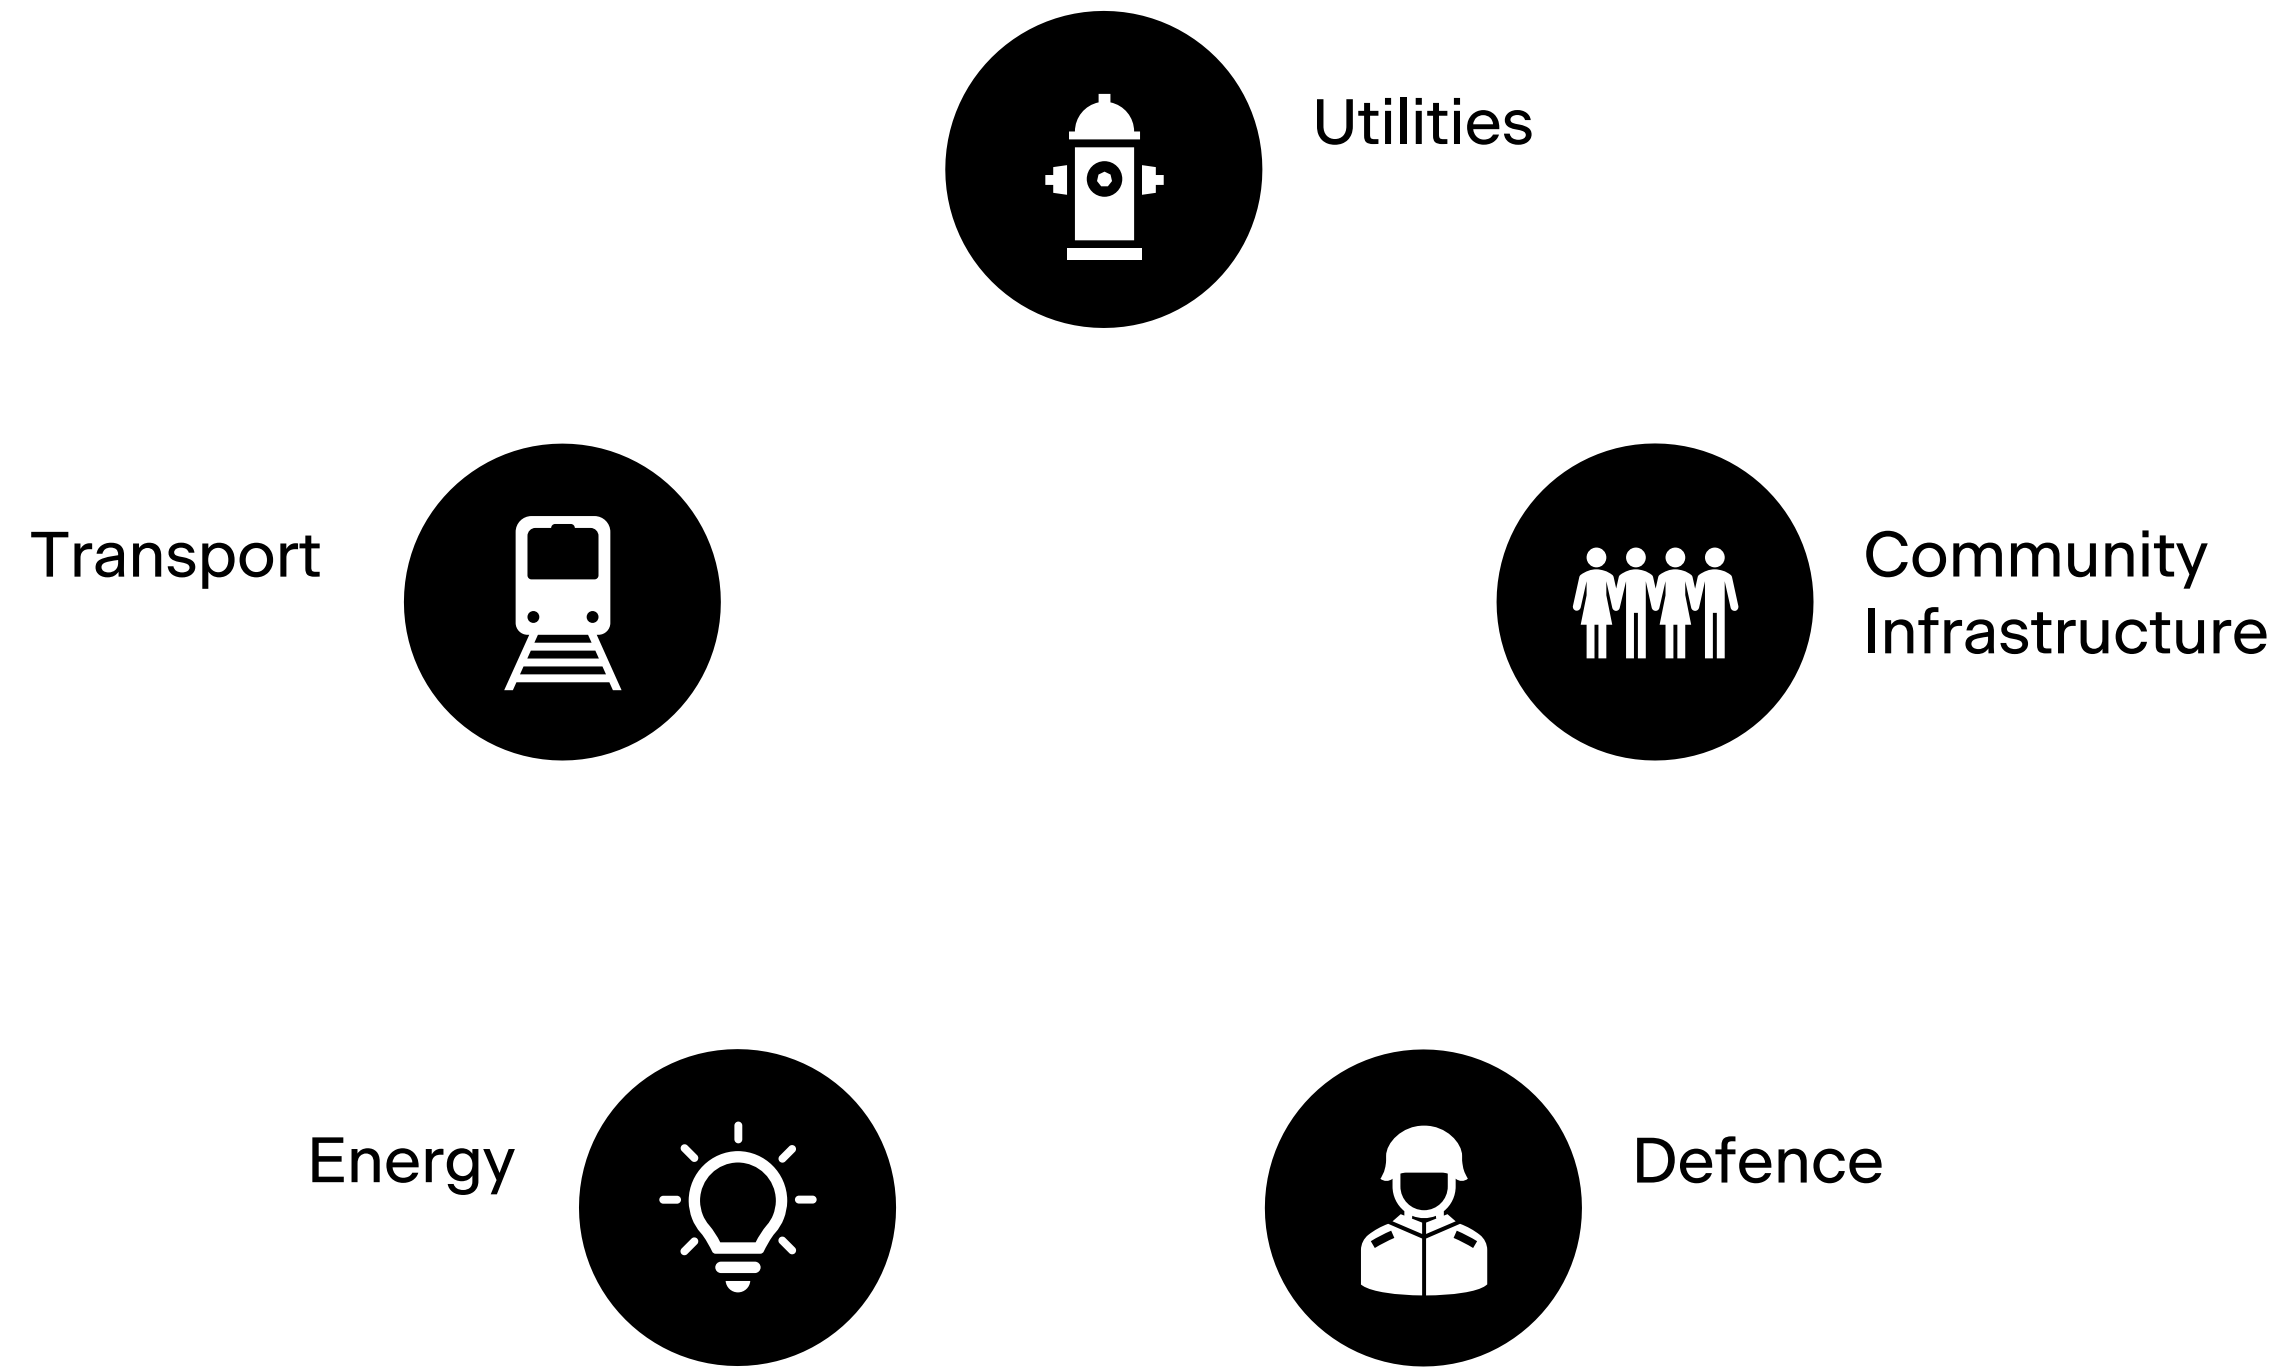 Utilities
Transport
Community
Infrastructure
Energy
Defence